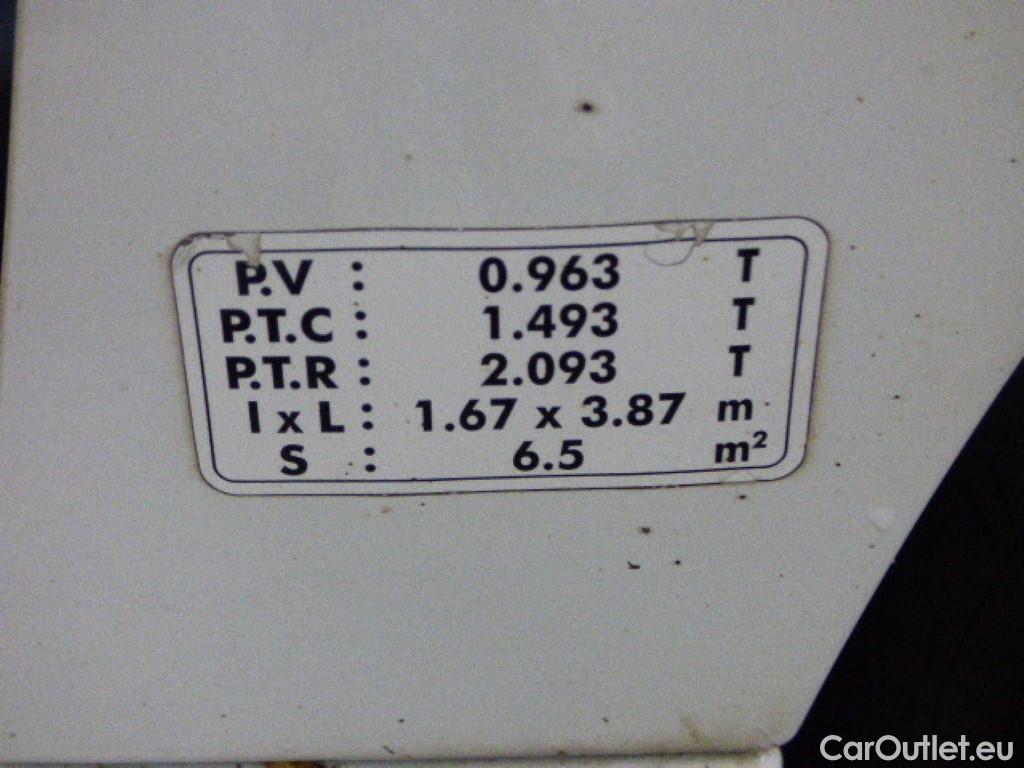 P.V : 0.963 T
P.T.C : 1.493 T
P.T.R : 2.093 T
l x L : 1.67 x 3.87 m
S : 6.5 m²
CarOutlet.eu